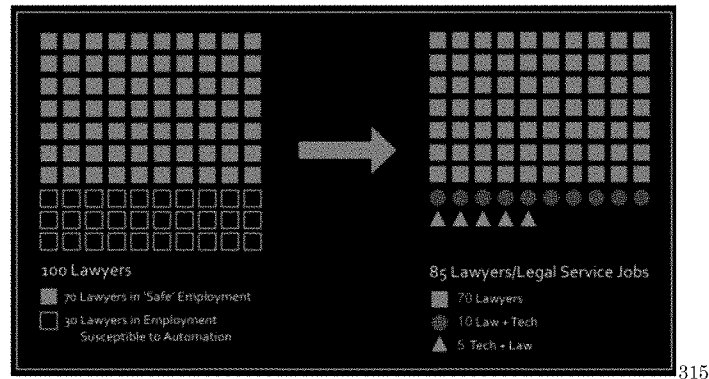 100 Lawyers
70 Lawyers in 'Safe' Employment
30 Lawyers in Employment
Susceptible to Automation
85 Lawyers/Legal Service Jobs
70 Lawyers
10 Law + Tech
5 Tech + Law
315